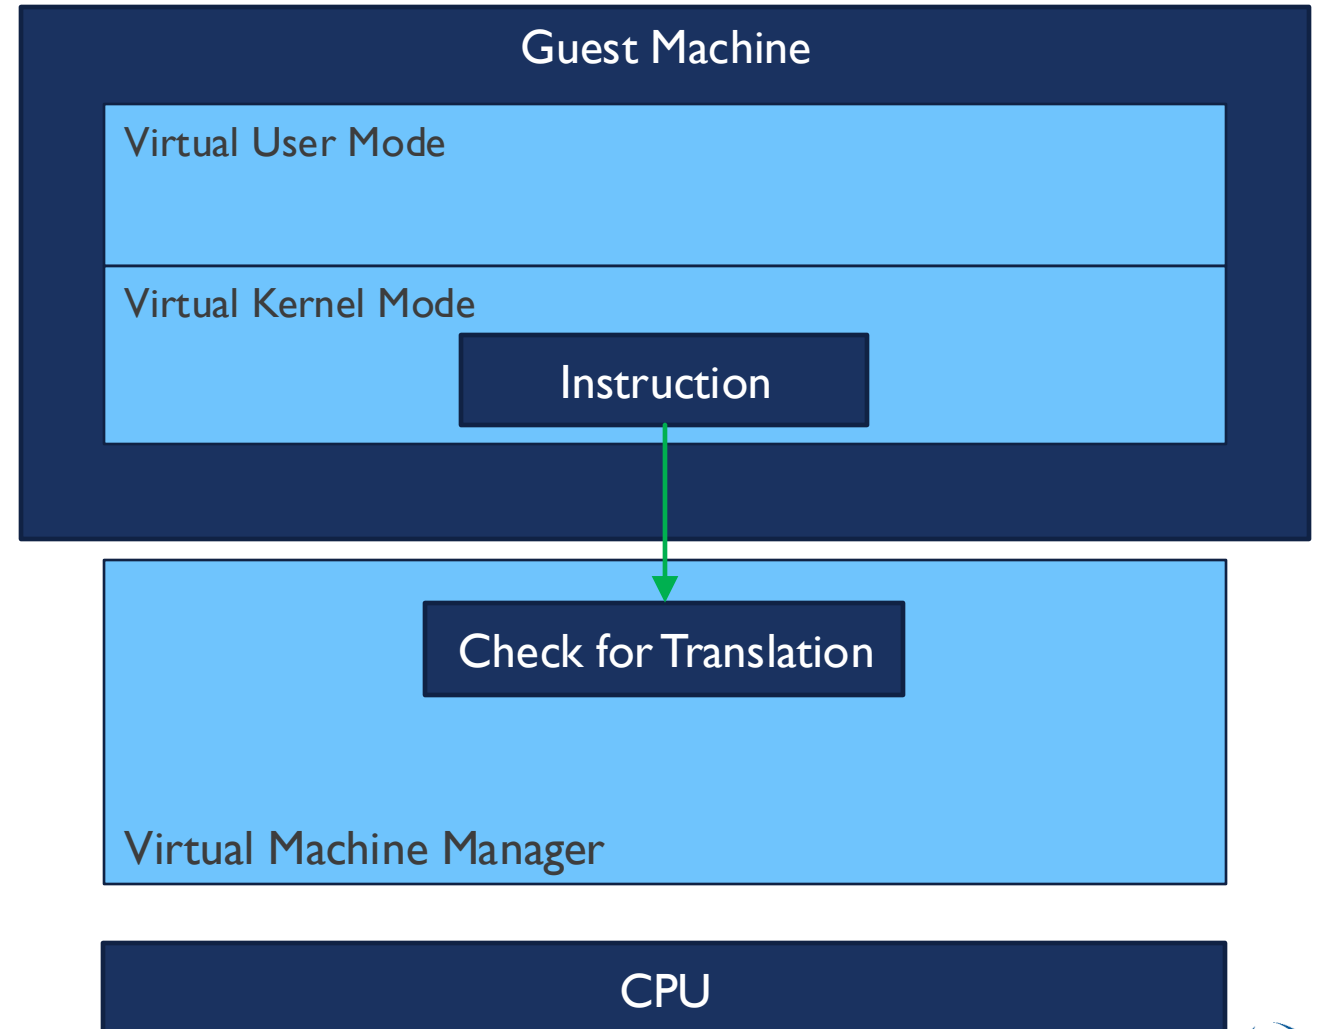 Guest Machine
Virtual User Mode
Virtual Kernel Mode
Instruction
Check for Translation
Virtual Machine Manager
CPU